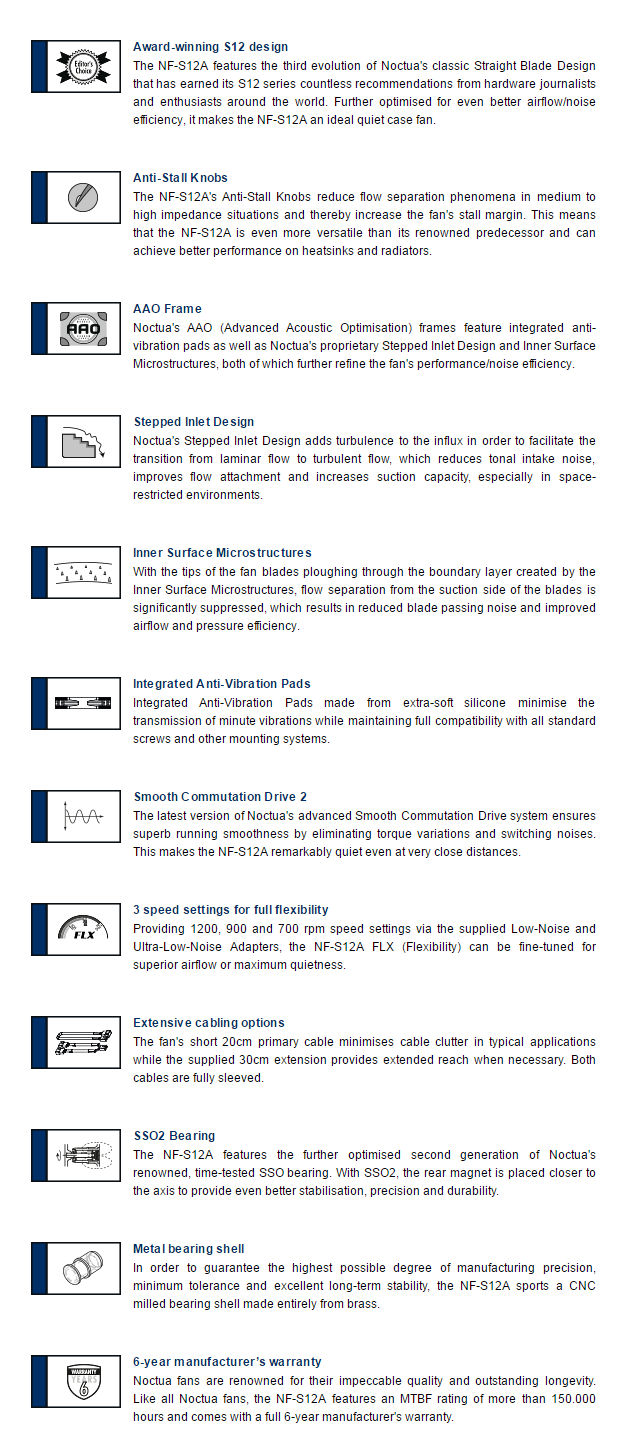 Award-winning S12 design
Editor's
Choice
The NF-S12A features the third evolution of Noctua's classic Straight Blade Design
that has earned its S12 series countless recommendations from hardware journalists
and enthusiasts around the world. Further optimised for even better airflow/noise
efficiency, it makes the NF-S12A an ideal quiet case fan.
Anti-Stall Knobs
The NF-S12A's Anti-Stall Knobs reduce flow separation phenomena in medium to
high impedance situations and thereby increase the fan's stall margin. This means
that the NF-S12A is even more versatile than its renowned predecessor and can
achieve better performance on heatsinks and radiators.
AAO Frame
AAO
Noctua's AAO (Advanced Acoustic Optimisation) frames feature integrated anti-
vibration pads as well as Noctua's proprietary Stepped Inlet Design and Inner Surface
Microstructures, both of which further refine the fan's performance/noise efficiency.
Stepped Inlet Design
Noctua's Stepped Inlet Design adds turbulence to the influx in order to facilitate the
transition from laminar flow to turbulent flow, which reduces tonal intake noise,
improves flow attachment and increases suction capacity, especially in space-
restricted environments.
Inner Surface Microstructures
With the tips of the fan blades ploughing through the boundary layer created by the
Inner Surface Microstructures, flow separation from the suction side of the blades is
significantly suppressed, which results in reduced blade passing noise and improved
airflow and pressure efficiency.
Integrated Anti-Vibration Pads
Integrated Anti-Vibration Pads made from extra-soft silicone minimise the
transmission of minute vibrations while maintaining full compatibility with all standard
screws and other mounting systems.
Smooth Commutation Drive 2
The latest version of Noctua's advanced Smooth Commutation Drive system ensures
superb running smoothness by eliminating torque variations and switching noises.
This makes the NF-S12A remarkably quiet even at very close distances.
3 speed settings for full flexibility
FLX
Providing 1200, 900 and 700 rpm speed settings via the supplied Low-Noise and
Ultra-Low-Noise Adapters, the NF-S12A FLX (Flexibility) can be fine-tuned for
superior airflow or maximum quietness.
Extensive cabling options
The fan's short 20cm primary cable minimises cable clutter in typical applications
while the supplied 30cm extension provides extended reach when necessary. Both
cables are fully sleeved.
SSO2 Bearing
The NF-S12A features the further optimised second generation of Noctua's
renowned, time-tested SSO bearing. With SSO2, the rear magnet is placed closer to
the axis to provide even better stabilisation, precision and durability.
Metal bearing shell
In order to guarantee the highest possible degree of manufacturing precision,
minimum tolerance and excellent long-term stability, the NF-S12A sports a CNC
milled bearing shell made entirely from brass.
6-year manufacturer's warranty
WARRANTY
YEARS
6
Noctua fans are renowned for their impeccable quality and outstanding longevity.
Like all Noctua fans, the NF-S12A features an MTBF rating of more than 150.000
hours and comes with a full 6-year manufacturer's warranty.